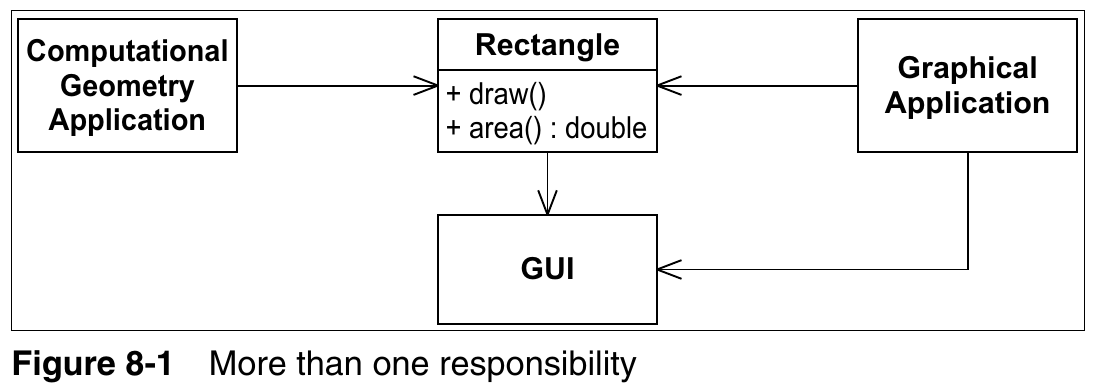 Computational
Geometry
Application
Rectangle
+ draw()
+ area() : double
Graphical
Application
GUI
Figure 8-1 More than one responsibility